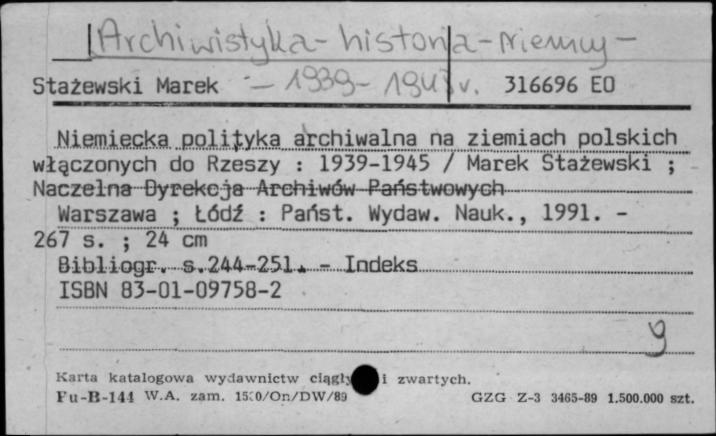 Archiwistyka - historia - Niemcy -
Stażewski Marek - 1939-1945 r. 316696 EO
Niemiecka polityka archiwalna na ziemiach polskich
włączonych do Rzeszy : 1939-1945 / Marek Stażewski ;
Naczelna Dyrekcja Archiwów Państwowych
Warszawa ; Łódź : Państ. Wydaw. Nauk., 1991. -
267 s. ; 24 cm
Bibliogr. s.244-251. - Indeks
ISBN 83-01-09758-2
g
Karta katalogowa wydawnictw ciągły i zwartych.
Pu-B-144 W.A. zam. 1510/On/DW/89 GZG Z-3 3465-89 1.500.000 szt.